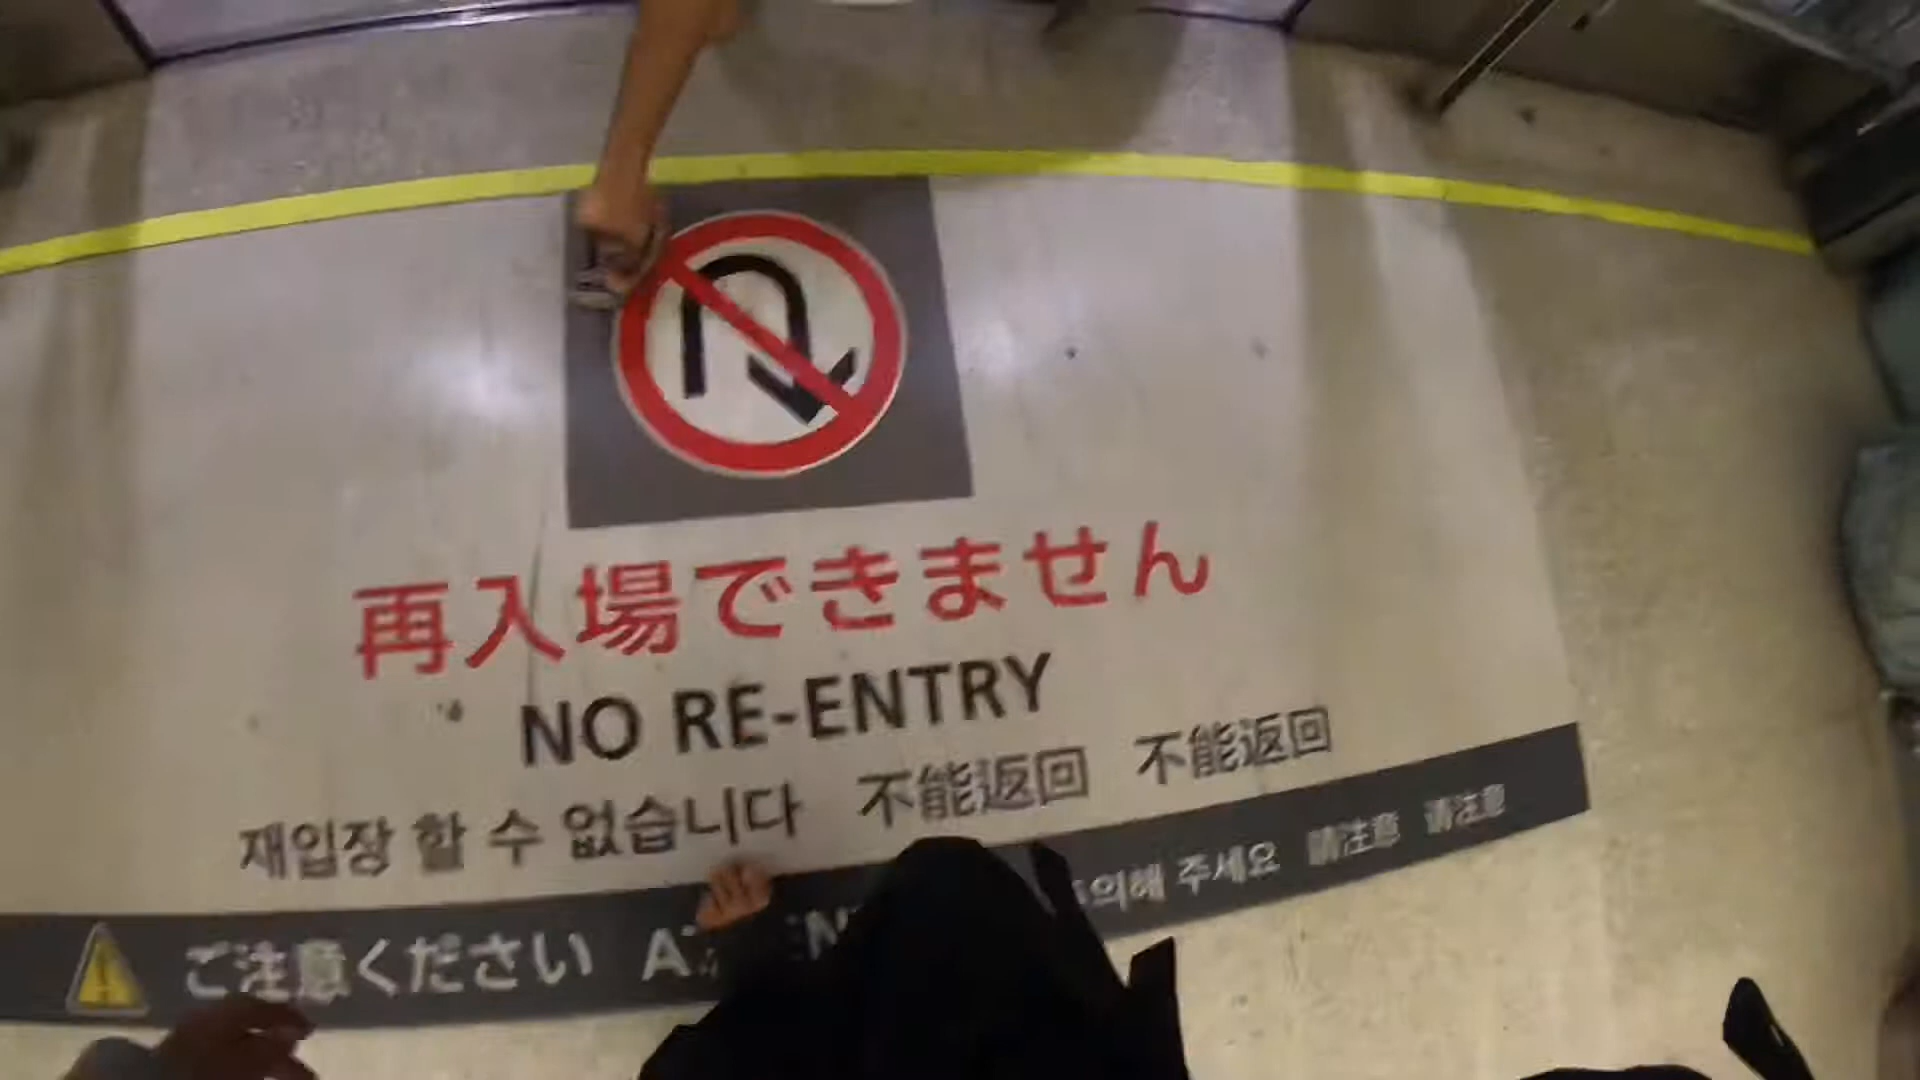 再入場できません
NO RE-ENTRY
재입장 할 수 없습니다 不能返回 不能返回
ご注意ください 주세요 請注意 请注意